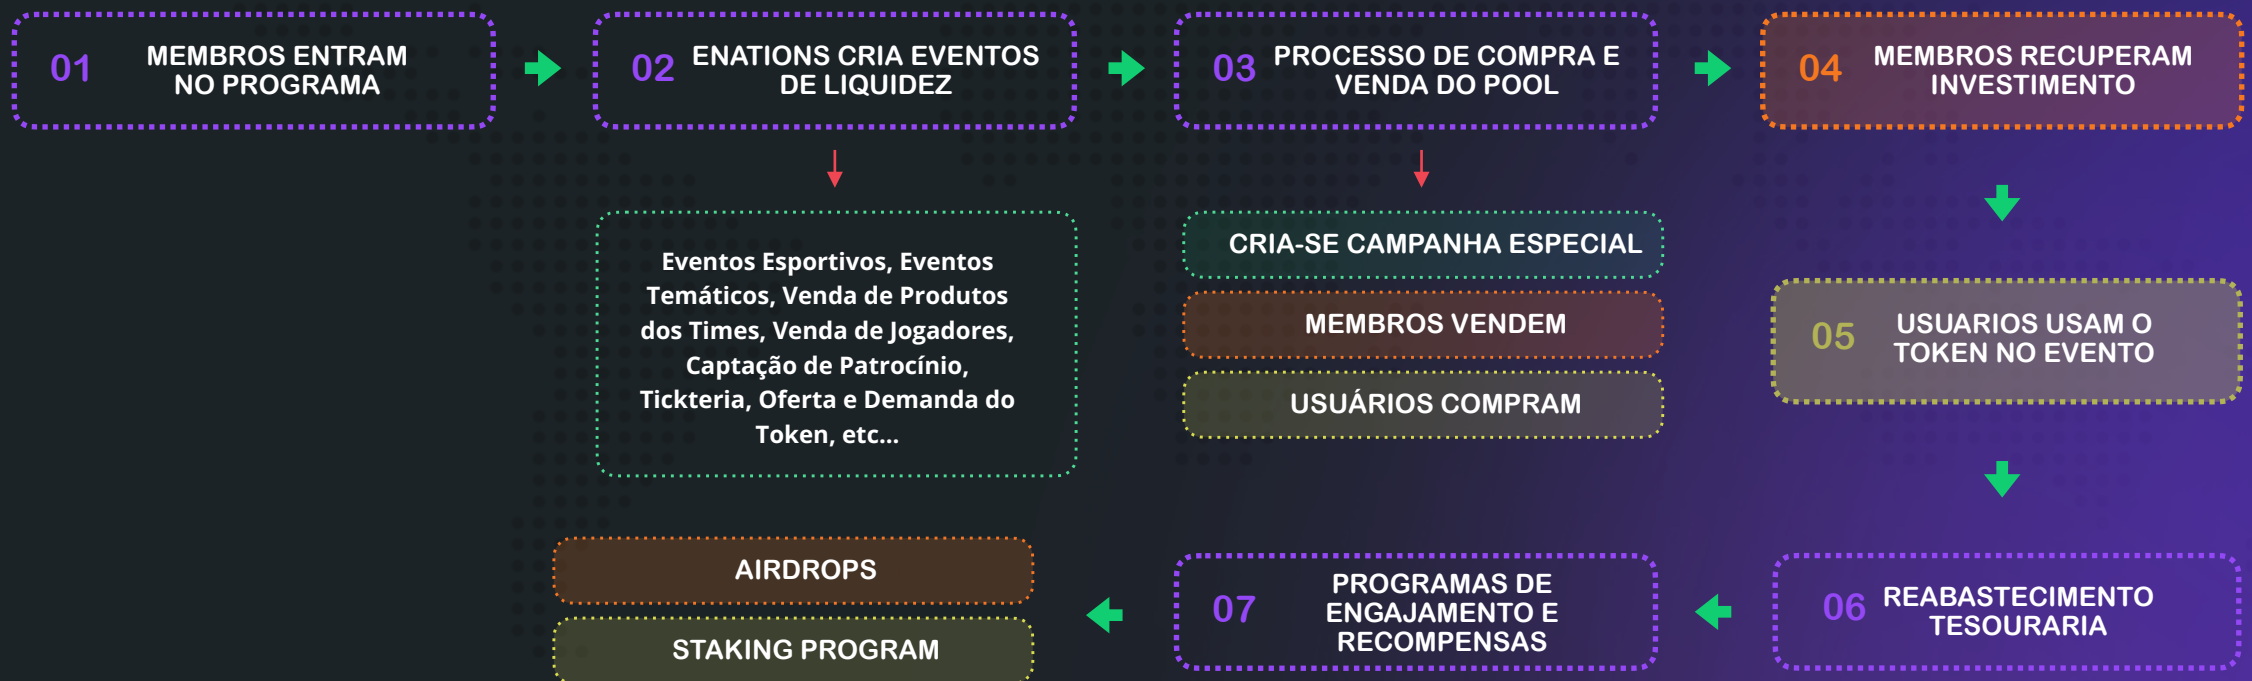 01
MEMBROS ENTRAM
NO PROGRAMA
02
ENATIONS CRIA EVENTOS
DE LIQUIDEZ
03
PROCESSO DE COMPRA E
VENDA DO POOL
04
MEMBROS RECUPERAM
INVESTIMENTO
Eventos Esportivos, Eventos
Temáticos, Venda de Produtos
dos Times, Venda de Jogadores,
Captação de Patrocínio,
Tickteria, Oferta e Demanda do
Token, etc...
CRIA-SE CAMPANHA ESPECIAL
MEMBROS VENDEM
USUÁRIOS COMPRAM
05
USUARIOS USAM O
TOKEN NO EVENTO
06
REABASTECIMENTO
TESOURARIA
07
PROGRAMAS DE
ENGAJAMENTO E
RECOMPENSAS
AIRDROPS
STAKING PROGRAM